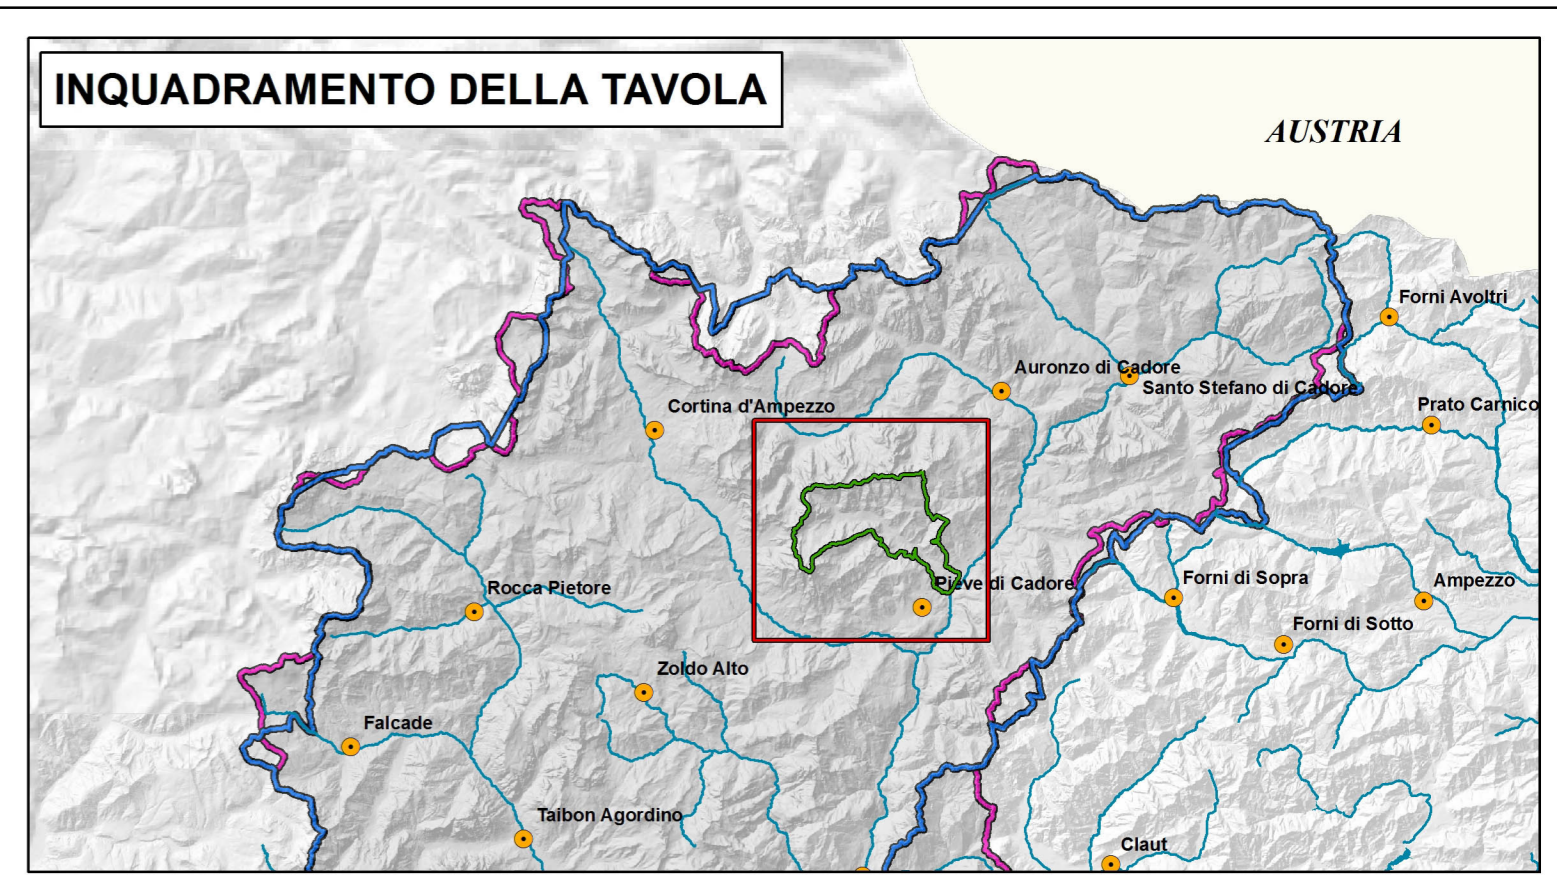 INQUADRAMENTO DELLA TAVOLA
AUSTRIA
Forni Avoltri
Auronzo di Cadore
Santo Stefano di Cadore
Cortina d'Ampezzo
Prato Carnico
Rocca Pietore
Pieve di Cadore
Forni di Sopra
Ampezzo
Forni di Sotto
Zoldo Alto
Falcade
Taibon Agordino
Claut